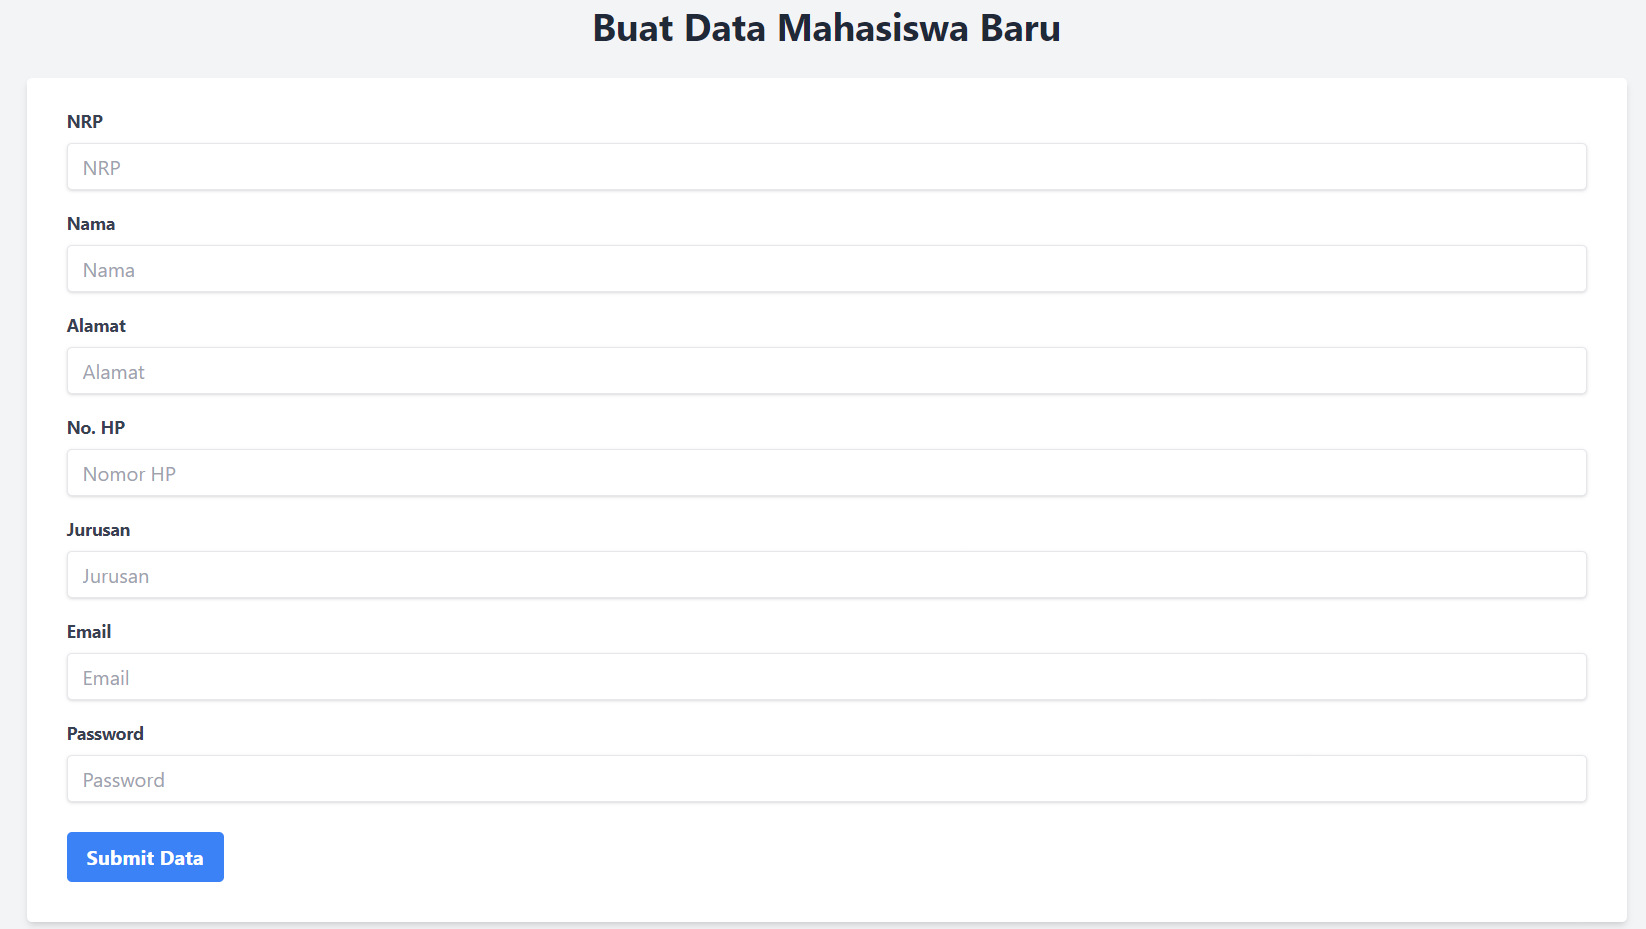 Buat Data Mahasiswa Baru
NRP
NRP
Nama
Nama
Alamat
Alamat
No. HP
Nomor HP
Jurusan
Jurusan
Email
Email
Password
Password
Submit Data